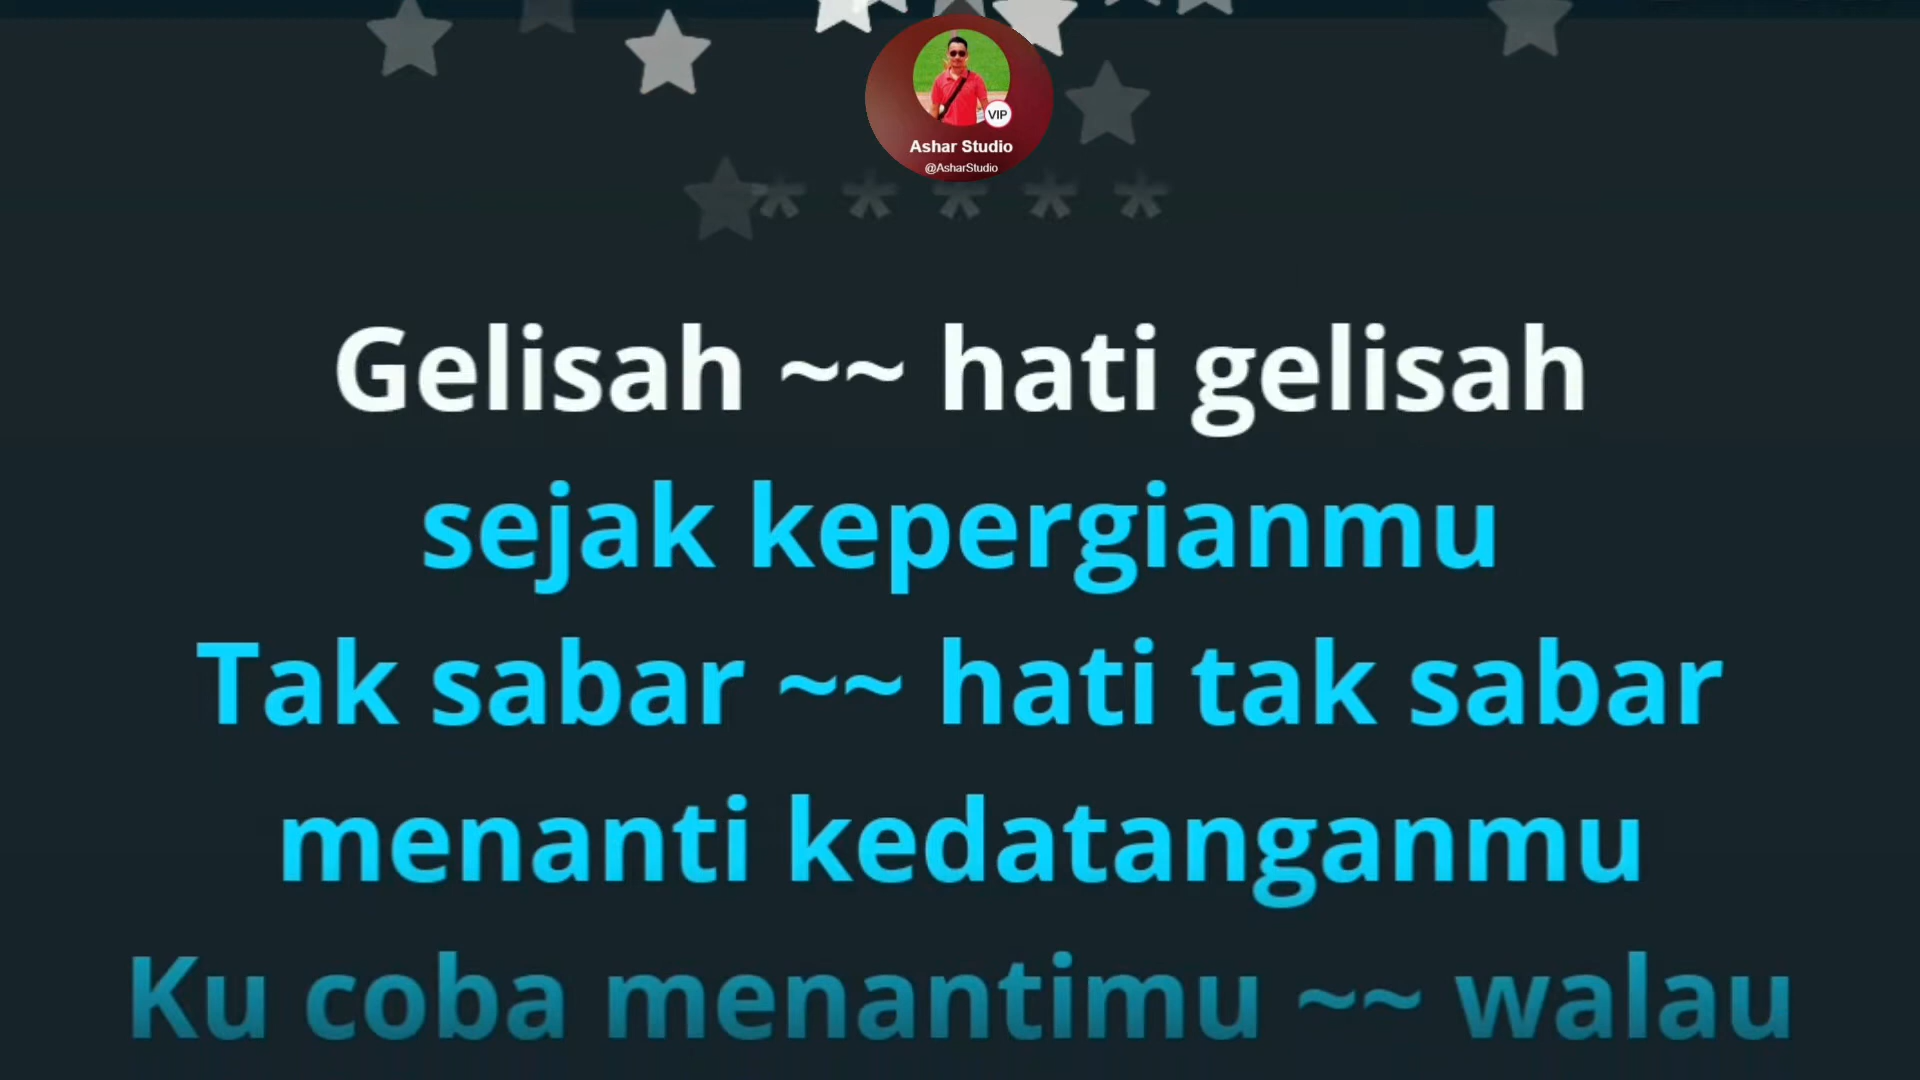 VIP
Ashar Studio
@AsharStudio
* * * * *
Gelisah ~~ hati gelisah
sejak kepergianmu
Tak sabar ~~ hati tak sabar
menanti kedatanganmu
Ku coba menantimu ~~ walau